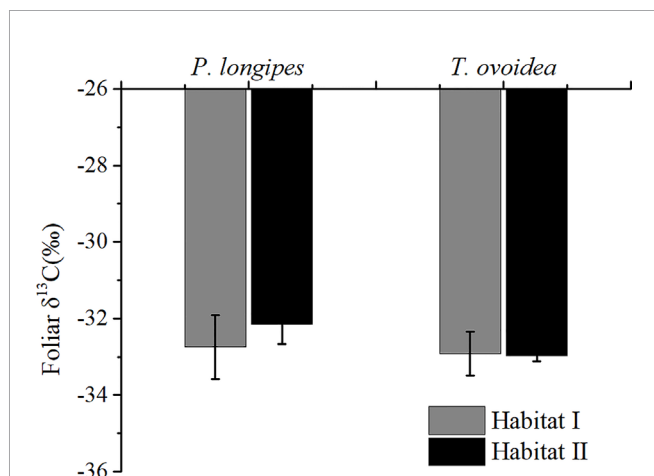 P. longipes
T. ovoidea
-26
-28
-30
-32
-34
-36
Foliar δ¹³C(‰)
Habitat I
Habitat II